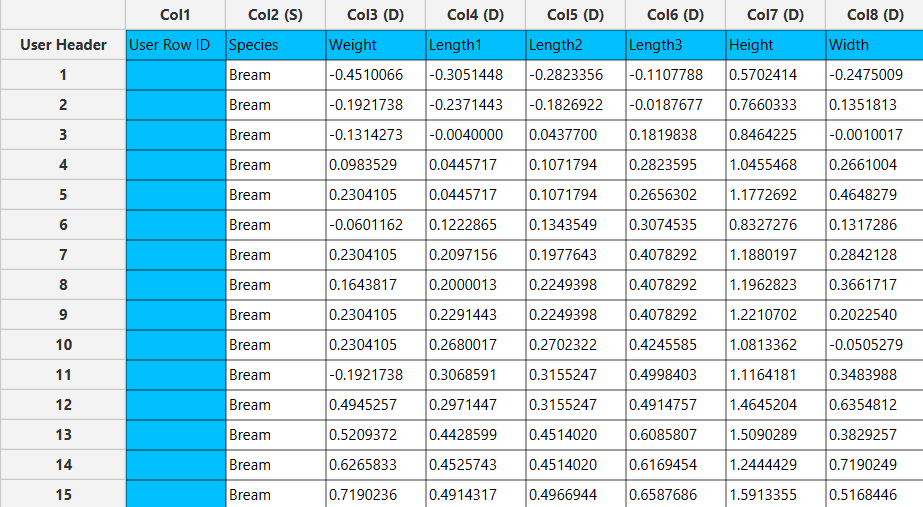 Col1 Col2 (S) Col3 (D) Col4 (D) Col5 (D) Col6 (D) Col7 (D) Col8 (D)
User Header User Row ID Species Weight Length1 Length2 Length3 Height Width
1 Bream -0.4510066 -0.3051448 -0.2823356 -0.1107788 0.5702414 -0.2475009
2 Bream -0.1921738 -0.2371443 -0.1826922 -0.0187677 0.7660333 0.1351813
3 Bream -0.1314273 -0.0040000 0.0437700 0.1819838 0.8464225 -0.0010017
4 Bream 0.0983529 0.0445717 0.1071794 0.2823595 1.0455468 0.2661004
5 Bream 0.2304105 0.0445717 0.1071794 0.2656302 1.1772692 0.4648279
6 Bream -0.0601162 0.1222865 0.1343549 0.3074535 0.8327276 0.1317286
7 Bream 0.2304105 0.2097156 0.1977643 0.4078292 1.1880197 0.2842128
8 Bream 0.1643817 0.2000013 0.2249398 0.4078292 1.1962823 0.3661717
9 Bream 0.2304105 0.2291443 0.2249398 0.4078292 1.2210702 0.2022540
10 Bream 0.2304105 0.2680017 0.2702322 0.4245585 1.0813362 -0.0505279
11 Bream -0.1921738 0.3068591 0.3155247 0.4998403 1.1164181 0.3483988
12 Bream 0.4945257 0.2971447 0.3155247 0.4914757 1.4645204 0.6354812
13 Bream 0.5209372 0.4428599 0.4514020 0.6085807 1.5090289 0.3829257
14 Bream 0.6265833 0.4525743 0.4514020 0.6169454 1.2444429 0.7190249
15 Bream 0.7190236 0.4914317 0.4966944 0.6587686 1.5913355 0.5168446